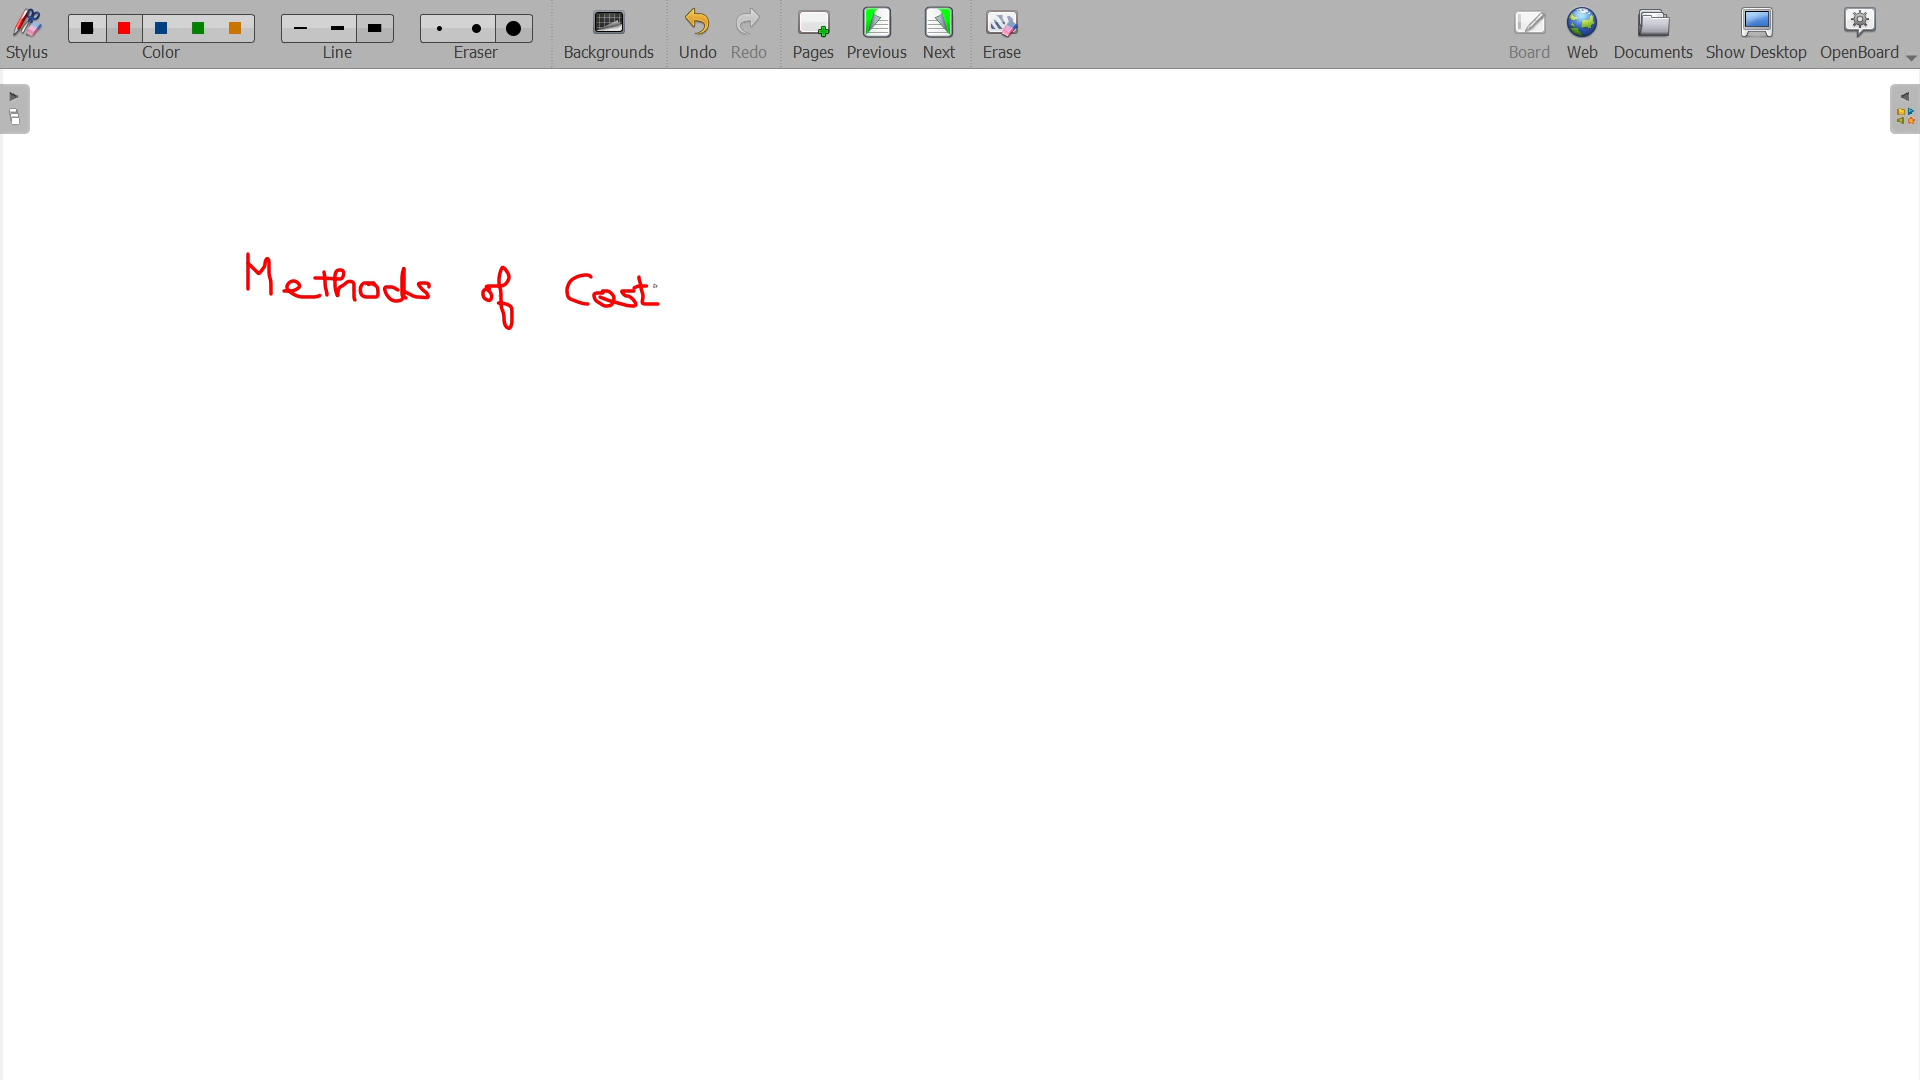 Stylus Color Line Eraser Backgrounds Undo Redo Pages Previous Next Erase Board Web Documents Show Desktop OpenBoard
Methods of Cost